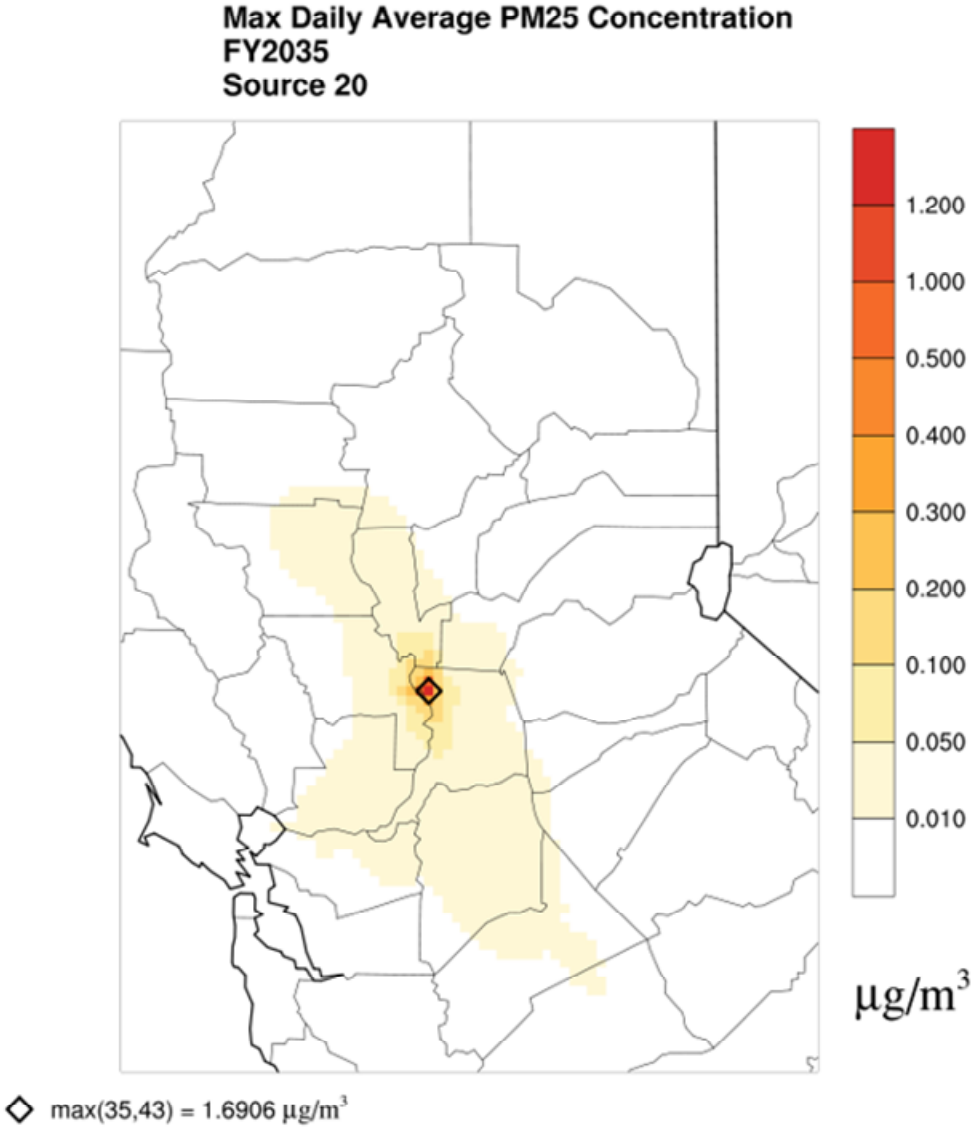 Max Daily Average PM25 Concentration
FY2035
Source 20
1.200
1.000
0.500
0.400
0.300
0.200
0.100
0.050
0.010
µg/m³
max(35,43) = 1.6906 µg/m³